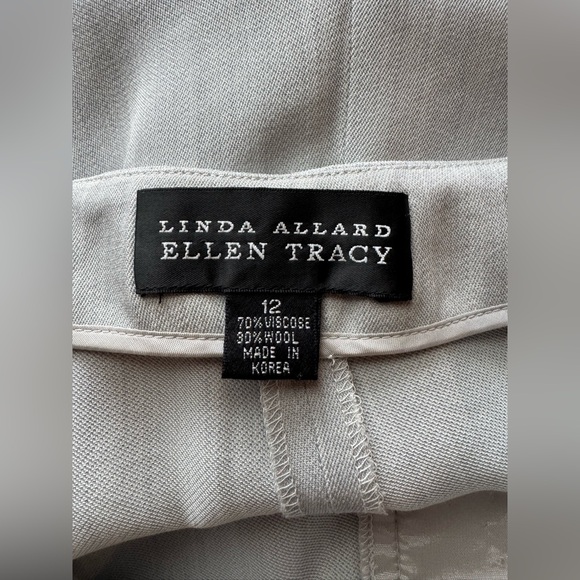 LINDA ALLARD
ELLEN TRACY
12
70% VISCOSE
30% WOOL
MADE IN
KOREA